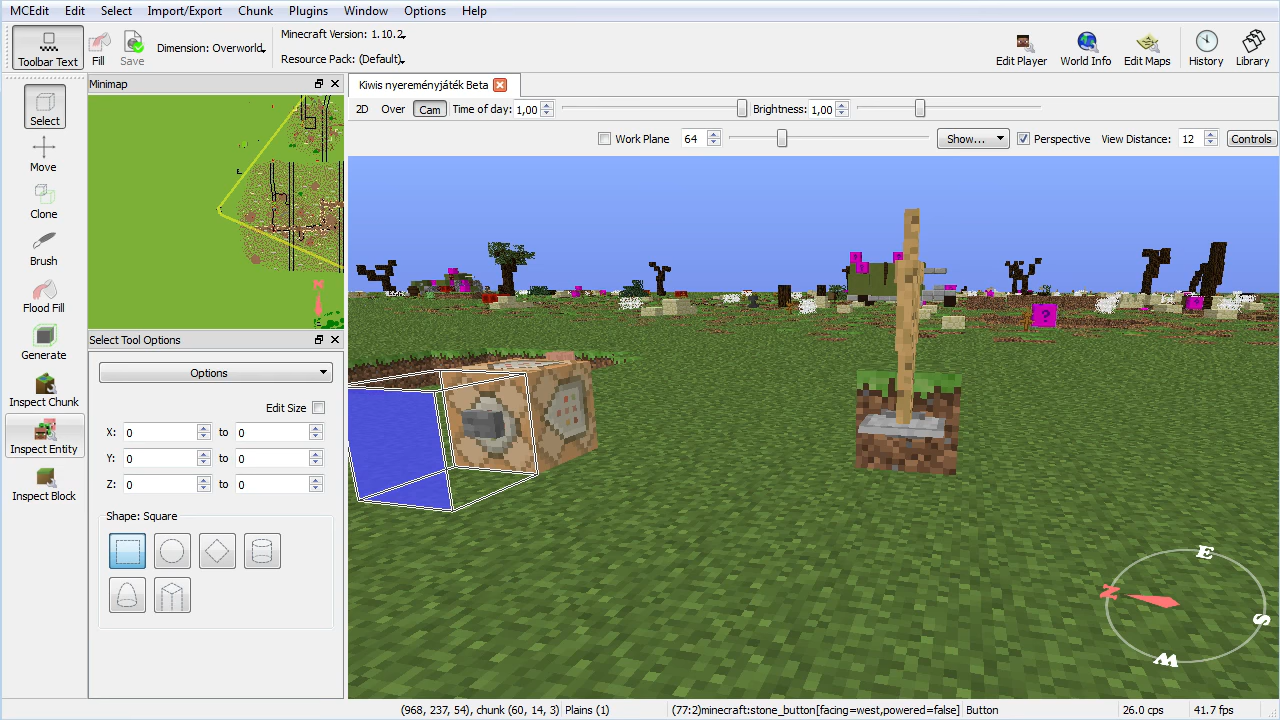 MCEdit Edit Select Import/Export Chunk Plugins Window Options Help
Toolbar Text Fill Save Dimension: Overworld Minecraft Version: 1.10.2 Resource Pack: (Default) Edit Player World Info Edit Maps History Library
Minimap
Kiwis nyereményjáték Beta
2D Over Cam Time of day: 1,00 Brightness: 1,00
Work Plane 64 Show... Perspective View Distance: 12 Controls
Select
Move
Clone
Brush
Flood Fill
Generate
Inspect Chunk
Inspect Entity
Inspect Block
N
Select Tool Options
Options
Edit Size
X: 0 to 0
Y: 0 to 0
Z: 0 to 0
Shape: Square
?
E
N
S
W
(968, 237, 54), chunk (60, 14, 3) Plains (1) (77:2)minecraft:stone_button[facing=west,powered=false] Button 26.0 cps 41.7 fps